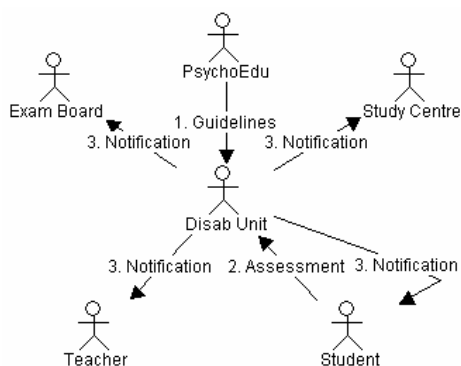 PsychoEdu
Exam Board
Study Centre
1. Guidelines
3. Notification
3. Notification
Disab Unit
3. Notification
2. Assessment
3. Notification
Teacher
Student